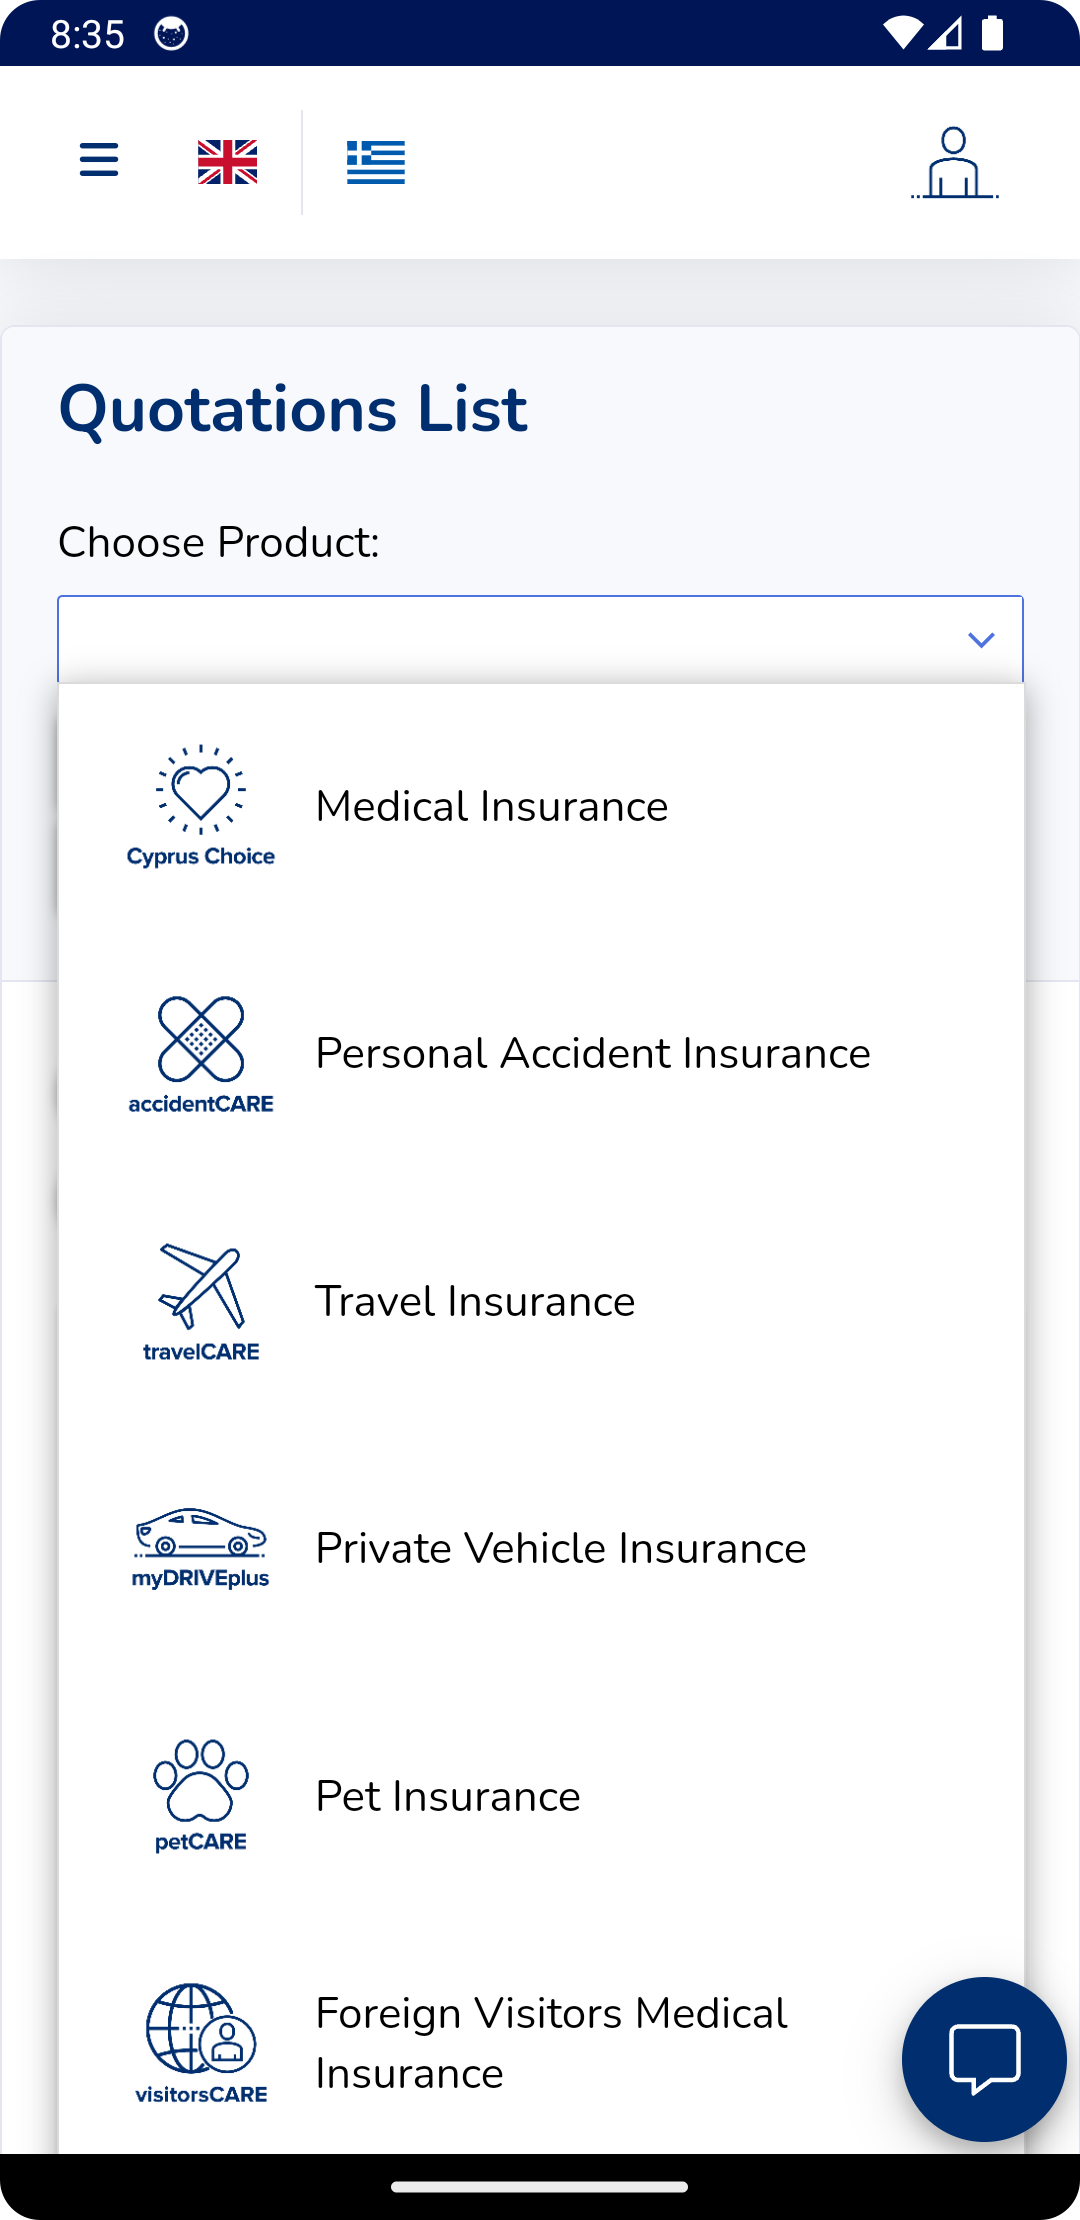 8:35
Quotations List
Choose Product:
Cyprus Choice
Medical Insurance
accidentCARE
Personal Accident Insurance
travelCARE
Travel Insurance
myDRIVEplus
Private Vehicle Insurance
petCARE
Pet Insurance
visitorsCARE
Foreign Visitors Medical
Insurance